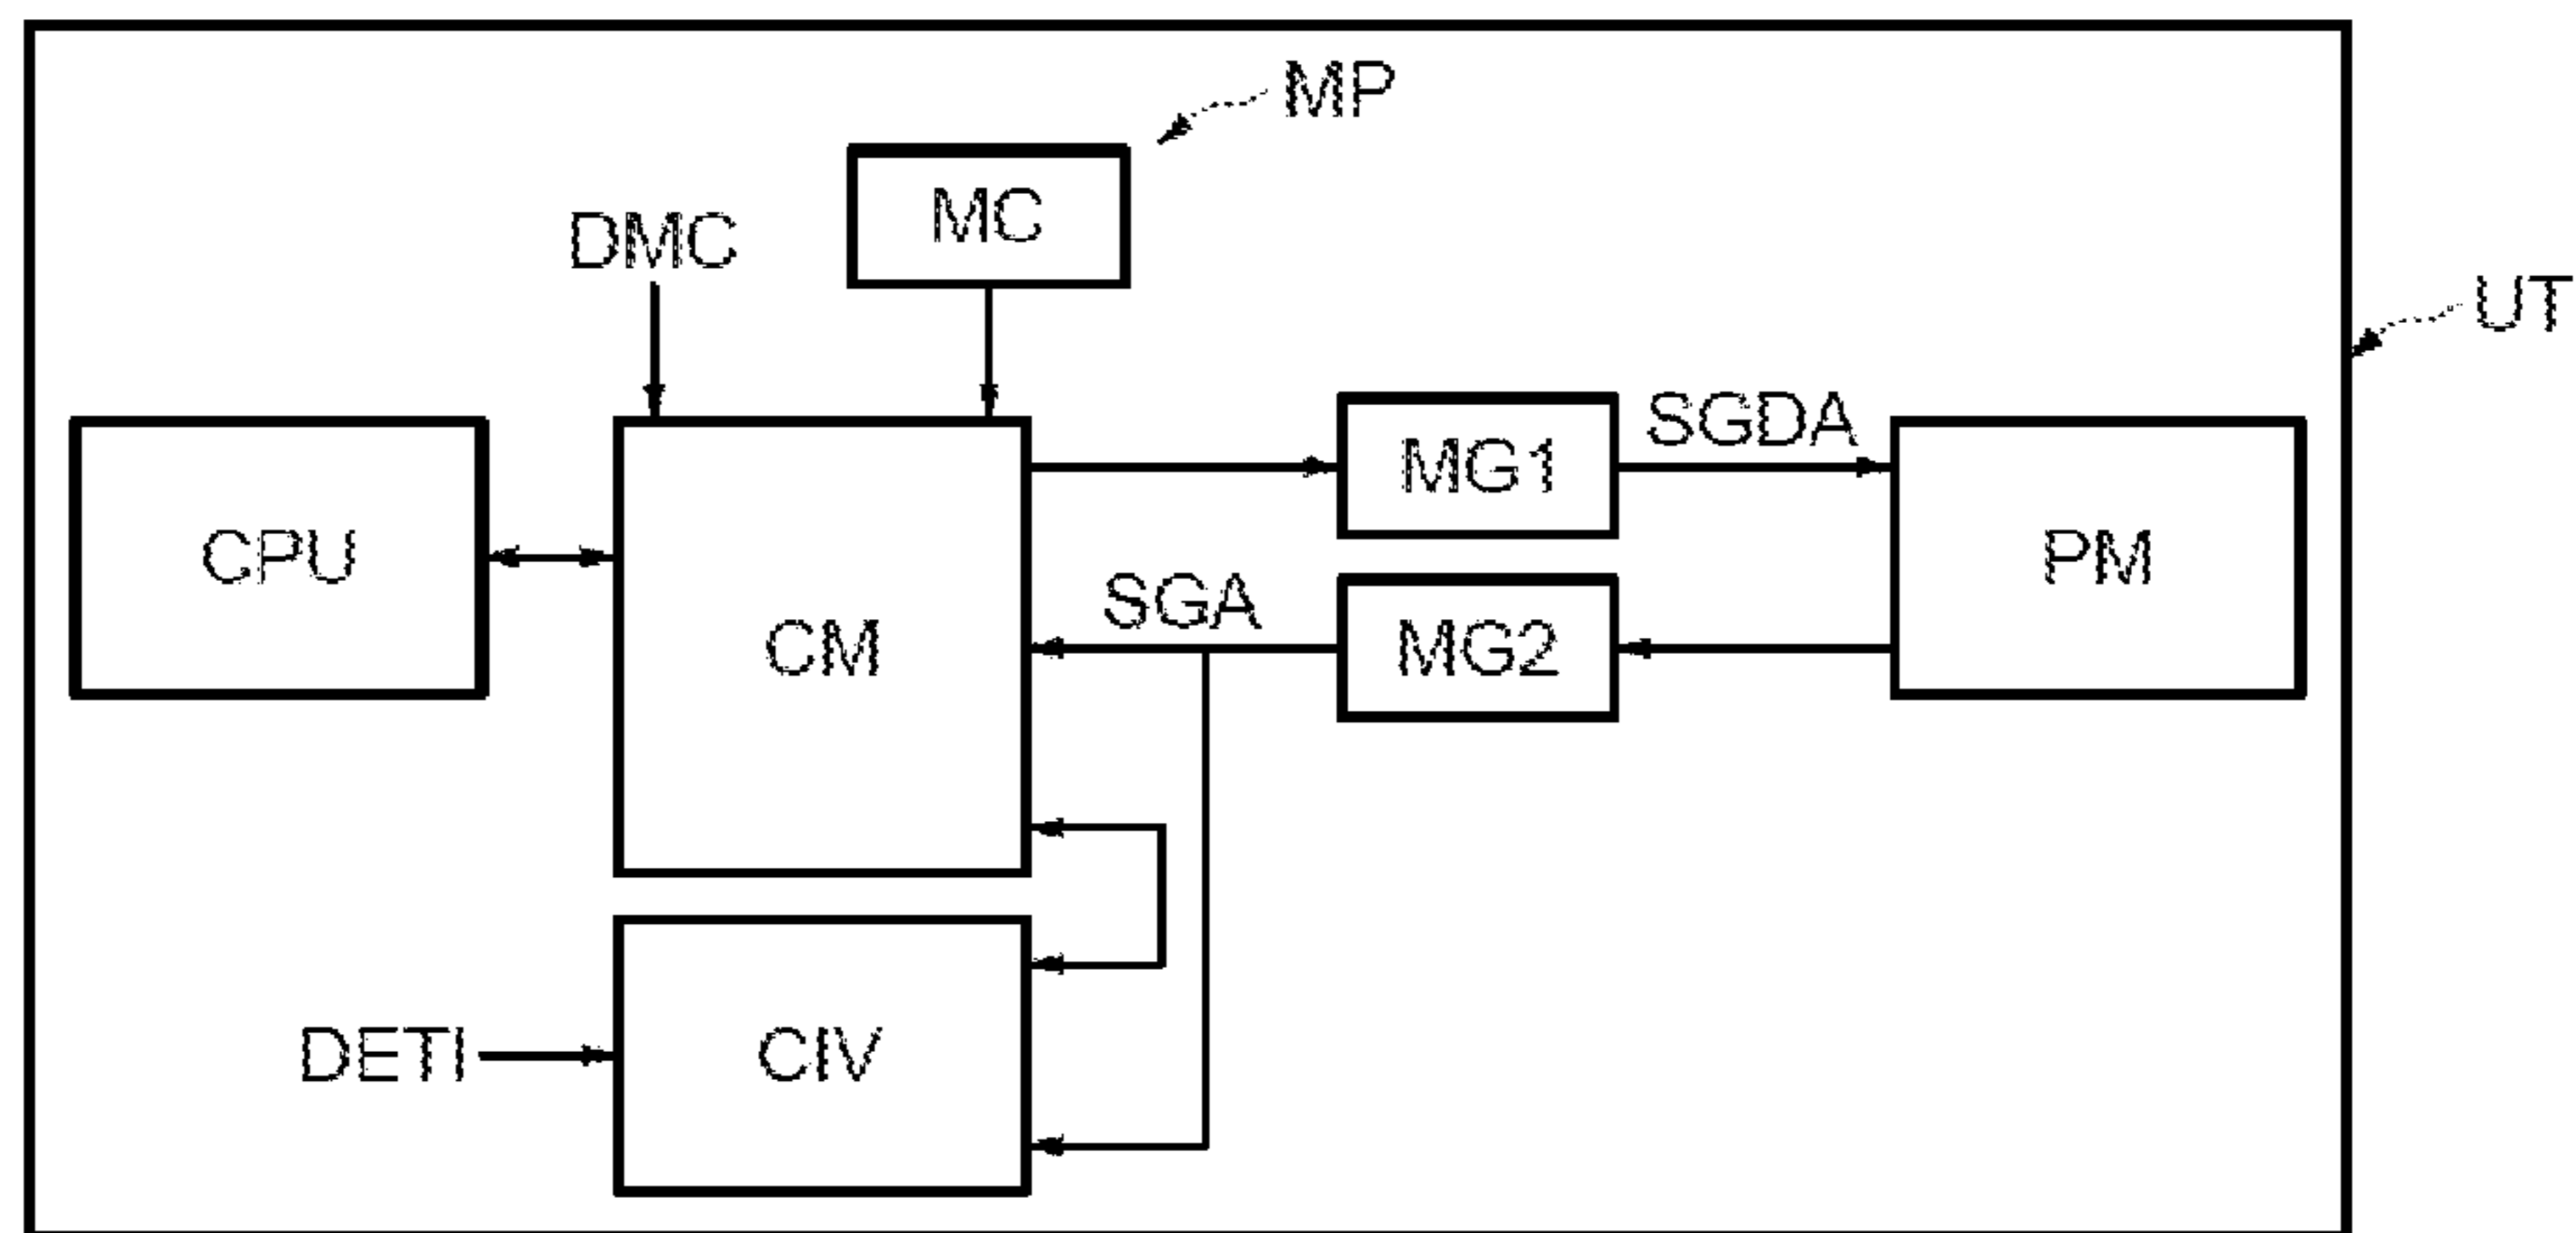 MP
MC
DMC
UT
SGDA
MG1
CPU
PM
SGA
CM
MG2
DETI
CIV